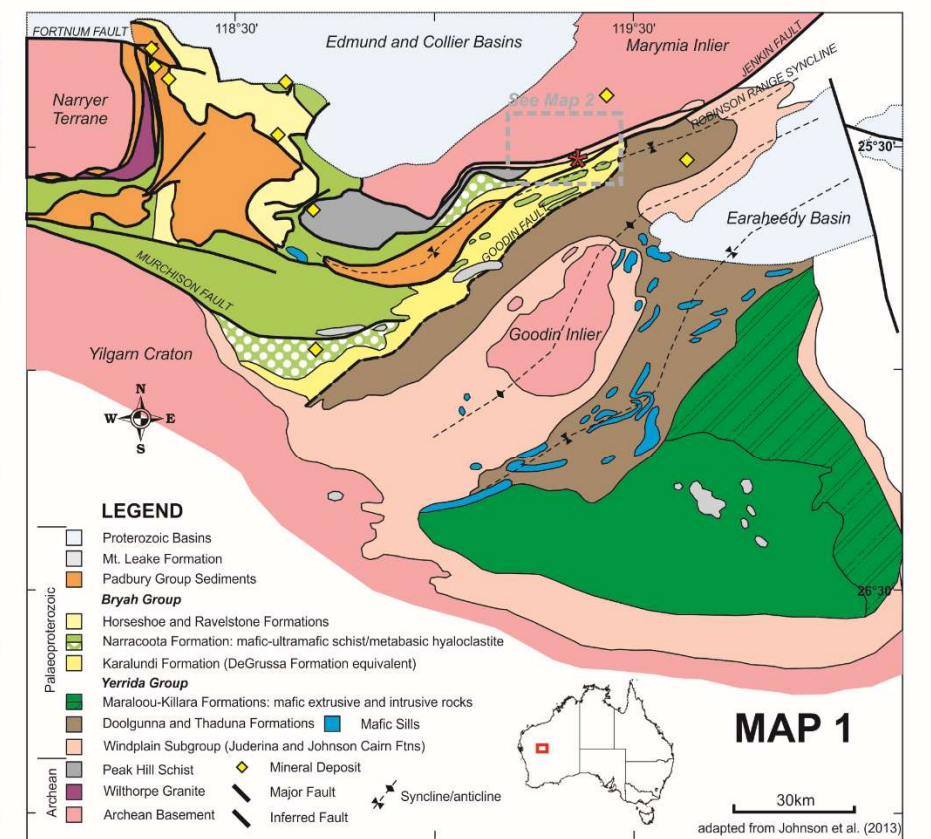 118°30'
119°30'
FORTNUM FAULT
Edmund and Collier Basins
Marymia Inlier
JENKIN FAULT
ROBINSON RANGE SYNCLINE
Narryer
Terrane
See Map 2
25°30'
GOODIN FAULT
Earaheedy Basin
MURCHISON FAULT
Goodin Inlier
Yilgarn Craton
N
W
E
S
LEGEND
Palaeoproterozoic
Proterozoic Basins
Mt. Leake Formation
Padbury Group Sediments
Bryah Group
Horseshoe and Ravelstone Formations
Narracoota Formation: mafic-ultramafic schist/metabasic hyaloclastite
Karalundi Formation (DeGrussa Formation equivalent)
Yerrida Group
Maraloou-Killara Formations: mafic extrusive and intrusive rocks
Doolgunna and Thaduna Formations
Mafic Sills
Windplain Subgroup (Juderina and Johnson Cairn Ftns)
Archean
Peak Hill Schist
Mineral Deposit
Wilthorpe Granite
Major Fault
Syncline/anticline
Archean Basement
Inferred Fault
26°30'
MAP 1
30km
adapted from Johnson et al. (2013)